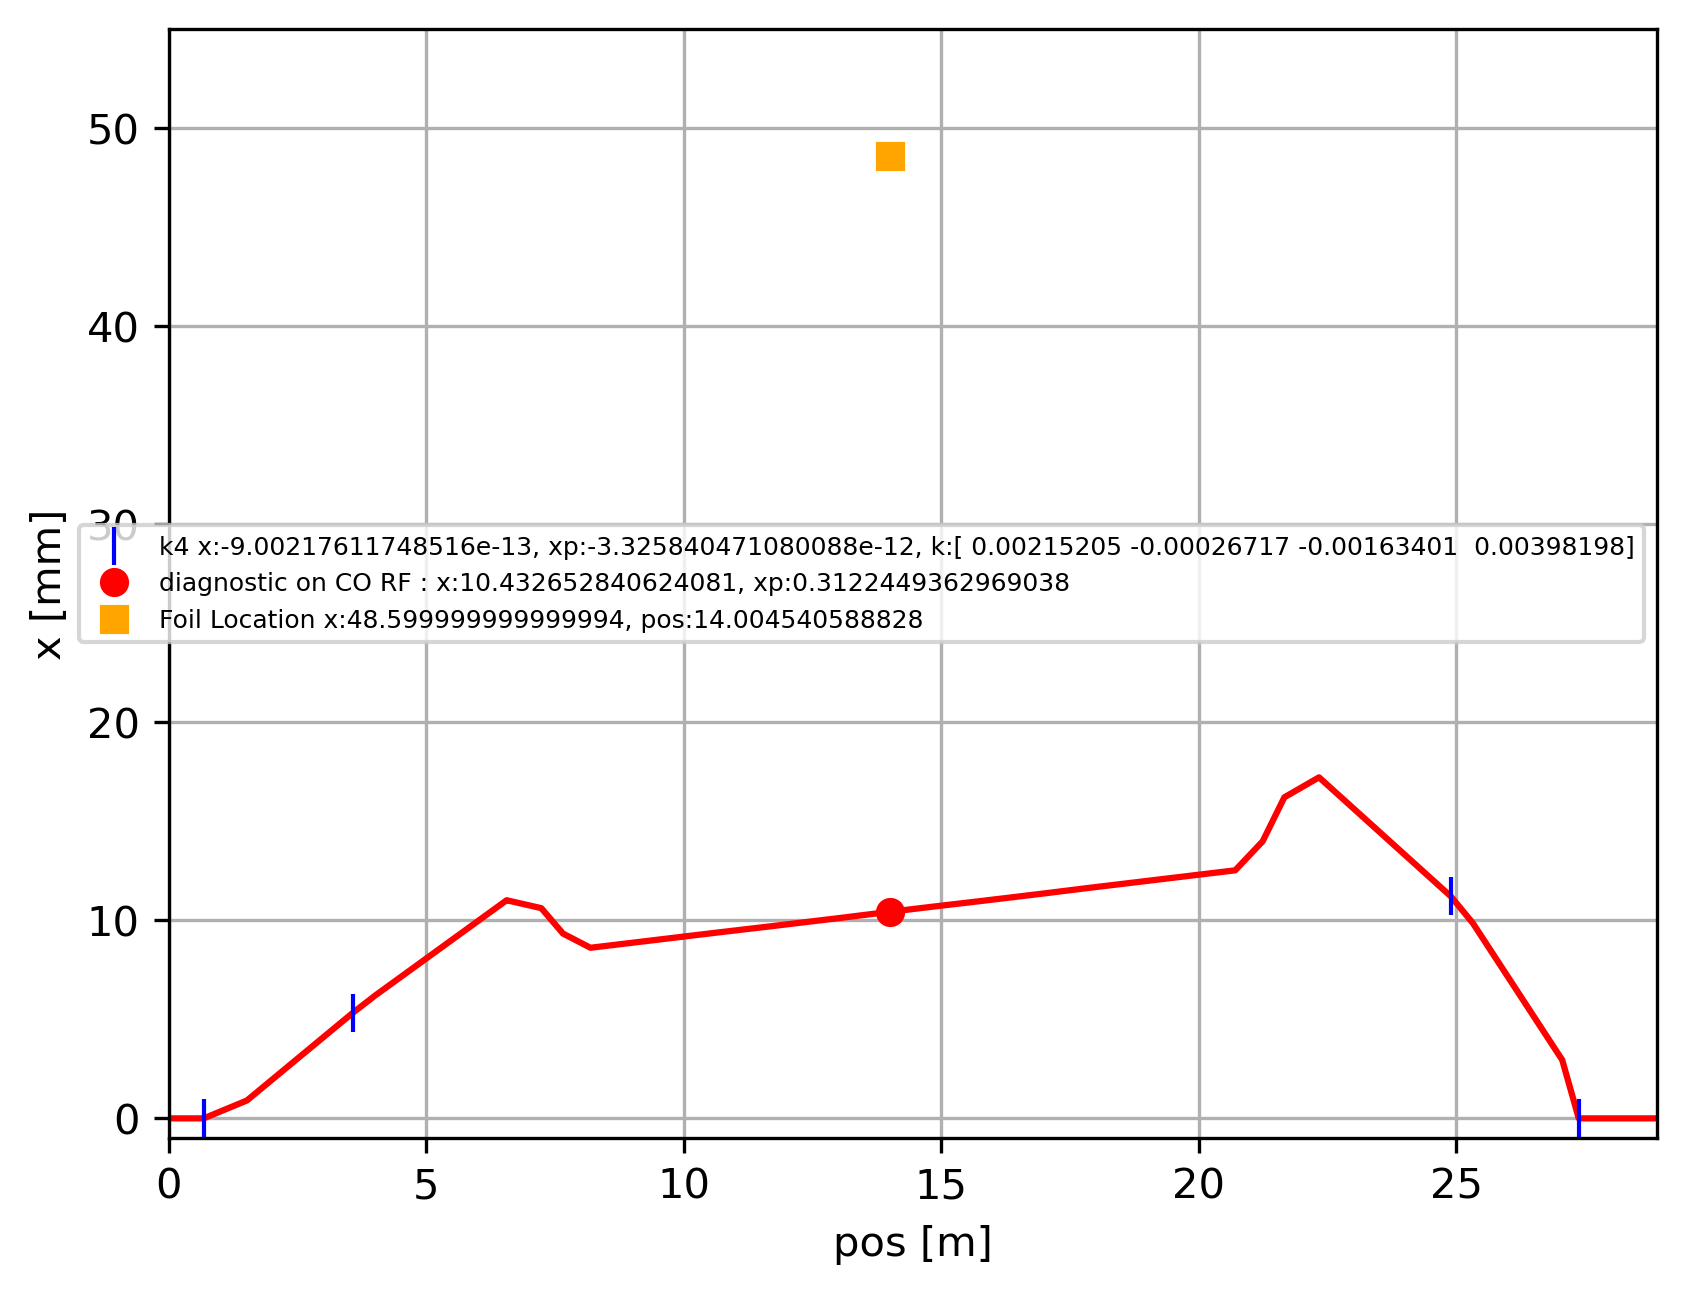 50
40
30
k4 x:-9.00217611748516e-13, xp:-3.325840471080088e-12, k:[ 0.00215205 -0.00026717 -0.00163401  0.00398198]
diagnostic on CO RF : x:10.432652840624081, xp:0.3122449362969038
Foil Location x:48.599999999999994, pos:14.004540588828
x [mm]
20
10
0
0 5 10 15 20 25
pos [m]